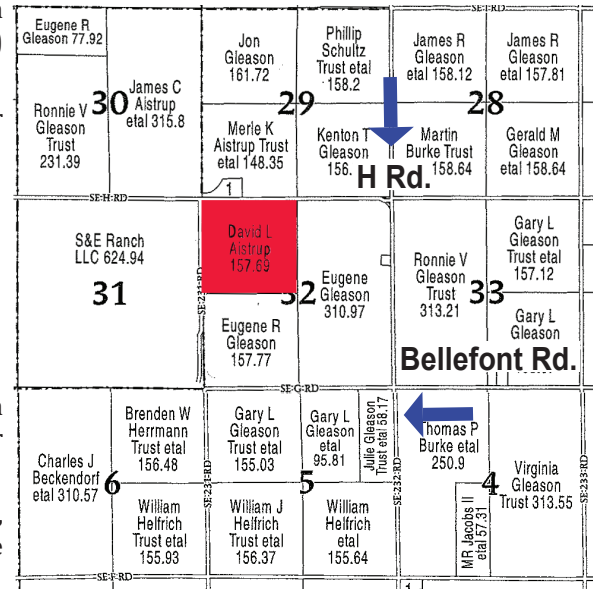 SE I RD
Eugene R
Gleason 77.92
Ronnie V
Gleason
Trust
231.39
30
James C
Aistrup
etal 315.8
Jon
Gleason
161.72
29
Phillip
Schultz
Trust etal
158.2
James R
Gleason
etal 158.12
28
James R
Gleason
etal 157.81
Merle K
Aistrup Trust
etal 148.35
1
Kenton T
Gleason
156.
Martin
Burke Trust
158.64
Gerald M
Gleason
etal
158.64
H Rd.
SE H RD
S&E Ranch
LLC 624.94
31
SE 231 RD
David L
Aistrup
157.69
32
Eugene
Gleason
310.97
Eugene R
Gleason
157.77
Ronnie V
Gleason
Trust
313.21
33
Gary L
Gleason
Trust etal
157.12
Gary L
Gleason
Bellefont Rd.
SE G RD
Charles J
Beckendorf
etal 310.57
6
Brenden W
Herrmann
Trust etal
156.48
William
Helfrich
Trust etal
155.93
SE 231 RD
Gary L
Gleason
Trust etal
155.03
5
Gary L
Gleason
etal
95.81
Julie Gleason
Trust etal 58.17
William J
Helfrich
Trust etal
156.37
William
Helfrich
etal
155.64
SE 232 RD
Thomas P
Burke etal
250.9
4
MR Jacobs II
etal 57.31
Virginia
Gleason
Trust 313.55
SE 233 RD
SE F RD
1